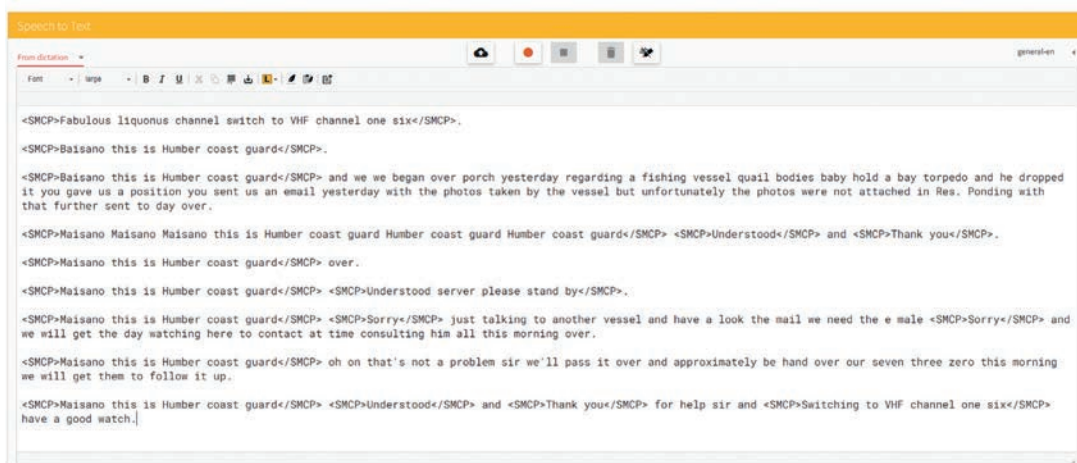 Speech to Text
From dictation
general-en
Font large B I U L
<SMCP>Fabulous liquonus channel switch to VHF channel one six</SMCP>.
<SMCP>Baisano this is Humber coast guard</SMCP>.
<SMCP>Baisano this is Humber coast guard</SMCP> and we we began over porch yesterday regarding a fishing vessel quail bodies baby hold a bay torpedo and he dropped
it you gave us a position you sent us an email yesterday with the photos taken by the vessel but unfortunately the photos were not attached in Res. Ponding with
that further sent to day over.
<SMCP>Maisano Maisano Maisano this is Humber coast guard Humber coast guard Humber coast guard</SMCP> <SMCP>Understood</SMCP> and <SMCP>Thank you</SMCP>.
<SMCP>Maisano this is Humber coast guard</SMCP> over.
<SMCP>Maisano this is Humber coast guard</SMCP> <SMCP>Understood server please stand by</SMCP>.
<SMCP>Maisano this is Humber coast guard</SMCP> <SMCP>Sorry</SMCP> just talking to another vessel and have a look the mail we need the e male <SMCP>Sorry</SMCP> and
we will get the day watching here to contact at time consulting him all this morning over.
<SMCP>Maisano this is Humber coast guard</SMCP> oh on that's not a problem sir we'll pass it over and approximately be hand over our seven three zero this morning
we will get them to follow it up.
<SMCP>Maisano this is Humber coast guard</SMCP> <SMCP>Understood</SMCP> and <SMCP>Thank you</SMCP> for help sir and <SMCP>Switching to VHF channel one six</SMCP>
have a good watch.